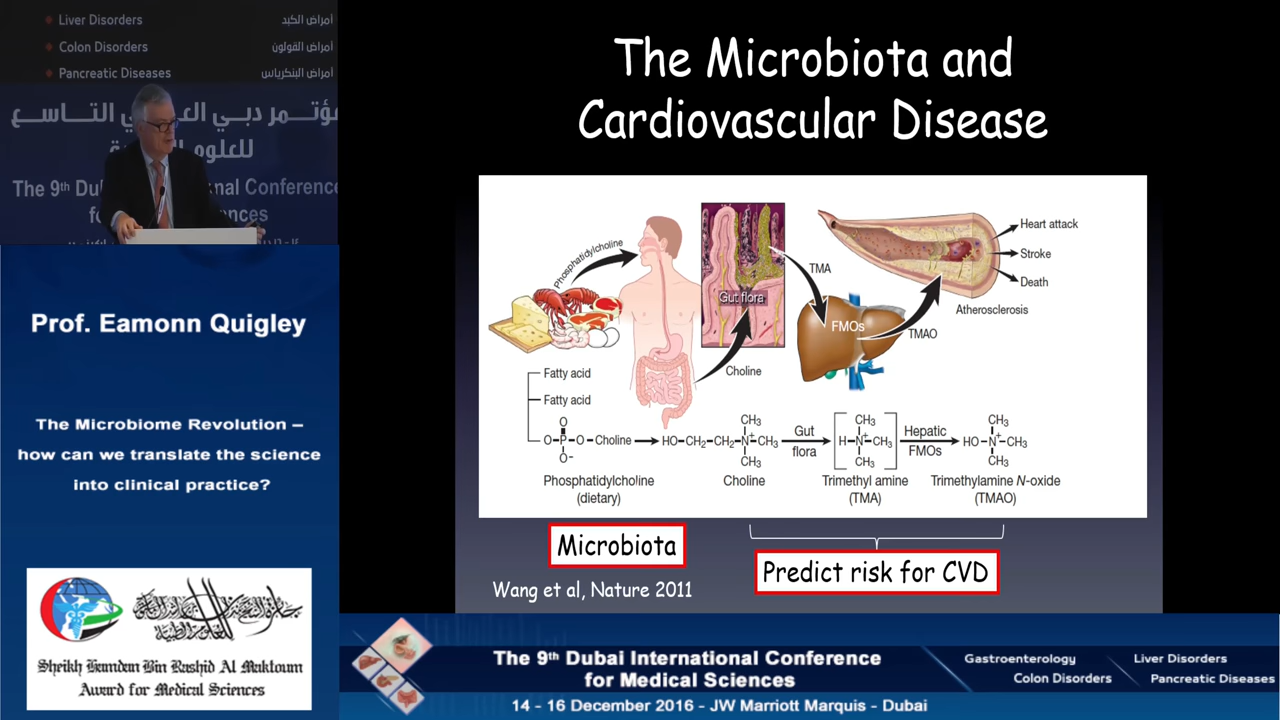 Liver Disorders
أمراض الكبد
Colon Disorders
أمراض القولون
Pancreatic Diseases
أمراض البنكرياس
التـــاســـع
The 9th
Conference
Prof. Eamonn Quigley
The Microbiome Revolution –
how can we translate the science
into clinical practice?
Sheikh Hamdan Bin Rashid Al Maktoum
Award for Medical Sciences
The Microbiota and
Cardiovascular Disease
Phosphatidylcholine
Gut flora
Choline
TMA
FMOs
TMAO
Heart attack
Stroke
Death
Atherosclerosis
Fatty acid
Fatty acid
O
O–P–O–Choline
O-
HO–CH2–CH2–N+–CH3
CH3
CH3
Gut
flora
CH3
H–N+–CH3
CH3
Hepatic
FMOs
CH3
HO–N+–CH3
CH3
Phosphatidylcholine
(dietary)
Choline
Trimethyl amine
(TMA)
Trimethylamine N-oxide
(TMAO)
Microbiota
Predict risk for CVD
Wang et al, Nature 2011
The 9th Dubai International Conference
for Medical Sciences
14 - 16 December 2016 - JW Marriott Marquis - Dubai
Gastroenterology
Colon Disorders
Liver Disorders
Pancreatic Diseases